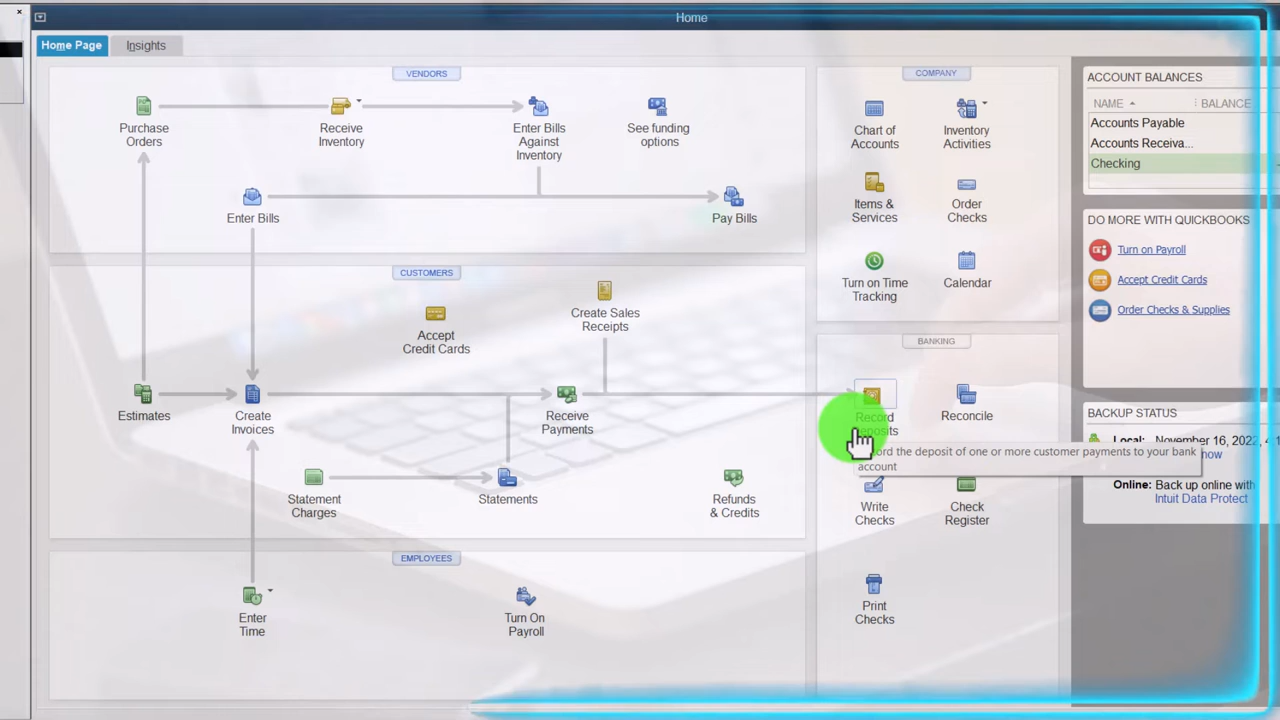 Home
Home Page
Insights
VENDORS
Purchase
Orders
Receive
Inventory
Enter Bills
Against
Inventory
See funding
options
Enter Bills
Pay Bills
CUSTOMERS
Create Sales
Receipts
Accept
Credit Cards
Estimates
Create
Invoices
Receive
Payments
Statement
Charges
Statements
Refunds
& Credits
EMPLOYEES
Enter
Time
Turn On
Payroll
COMPANY
Chart of
Accounts
Inventory
Activities
Items &
Services
Order
Checks
Turn on Time
Tracking
Calendar
BANKING
Record
Reconcile
the deposit of one or more customer payments to your bank
account
Write
Checks
Check
Register
Print
Checks
ACCOUNT BALANCES
NAME
BALANCE
Accounts Payable
Accounts Receiva...
Checking
DO MORE WITH QUICKBOOKS
Turn on Payroll
Accept Credit Cards
Order Checks & Supplies
BACKUP STATUS
Local: November 16, 2022,
now
Online: Back up online with
Intuit Data Protect